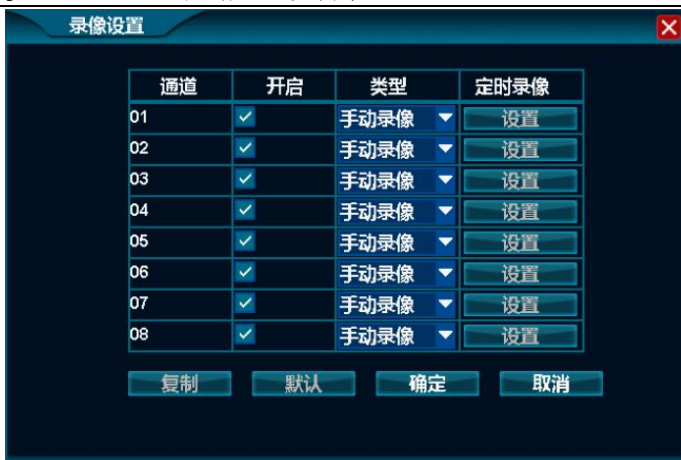 录像设置
通道 开启 类型 定时录像
01 手动录像 设置
02 手动录像 设置
03 手动录像 设置
04 手动录像 设置
05 手动录像 设置
06 手动录像 设置
07 手动录像 设置
08 手动录像 设置
复制 默认 确定 取消